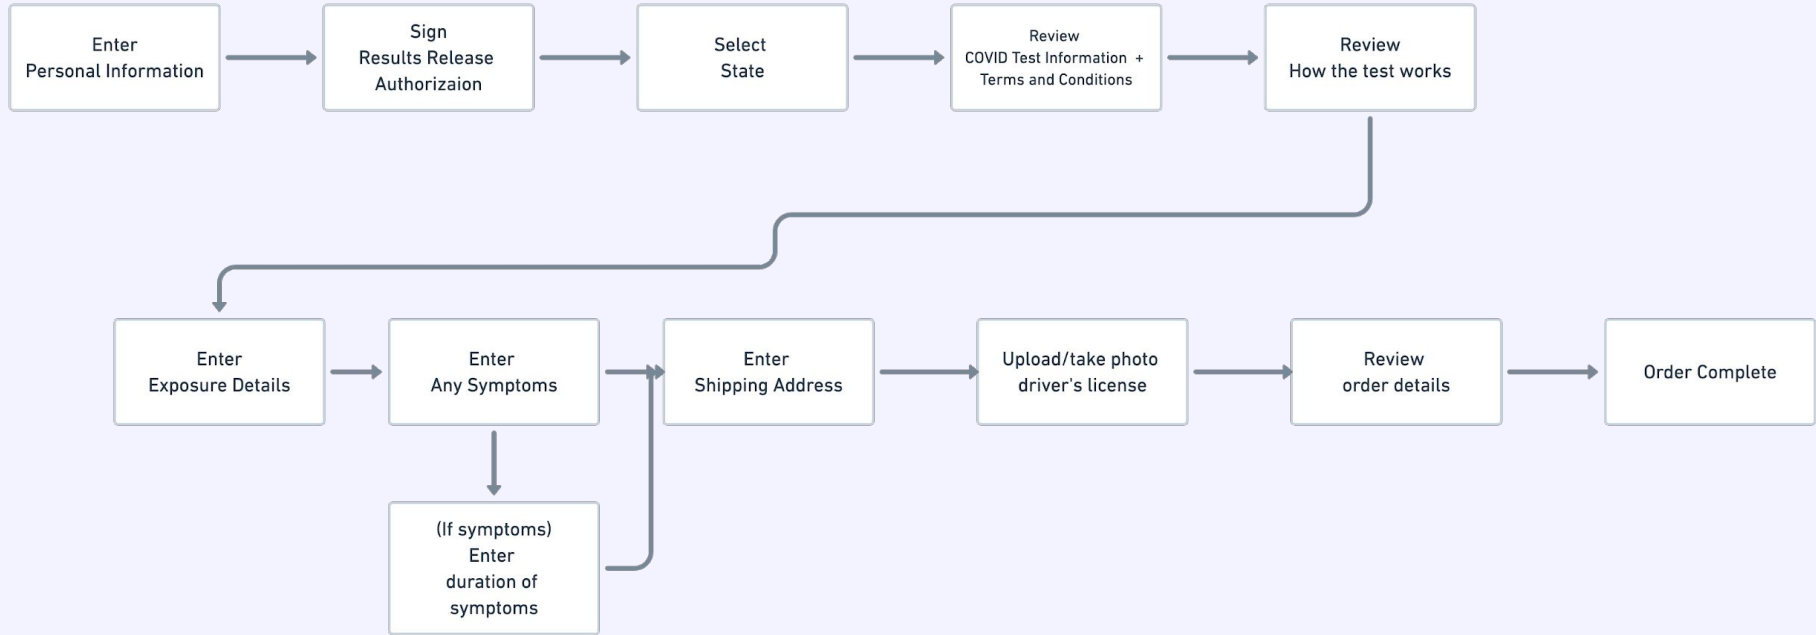 Enter
Personal Information
Sign
Results Release
Authorizaion
Select
State
Review
COVID Test Information +
Terms and Conditions
Review
How the test works
Enter
Exposure Details
Enter
Any Symptoms
Enter
Shipping Address
Upload/take photo
driver's license
Review
order details
Order Complete
(If symptoms)
Enter
duration of
symptoms